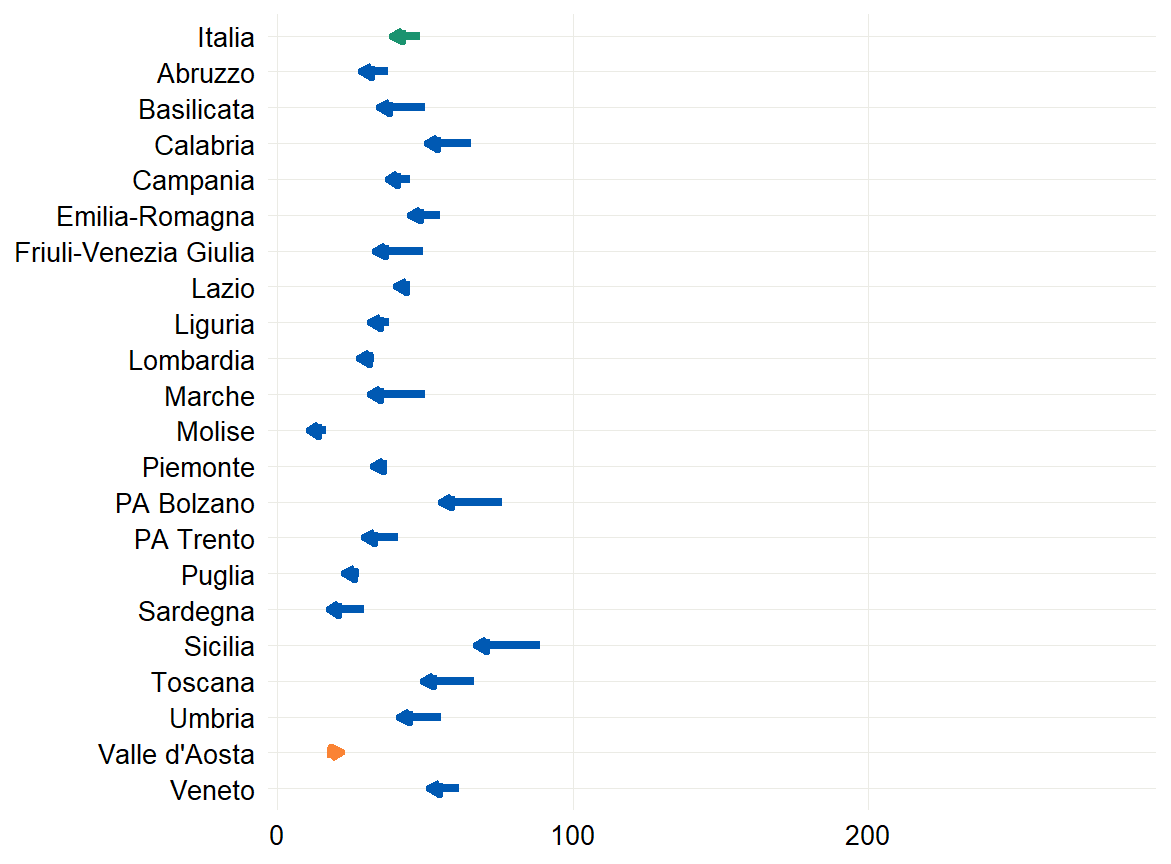 Italia
Abruzzo
Basilicata
Calabria
Campania
Emilia-Romagna
Friuli-Venezia Giulia
Lazio
Liguria
Lombardia
Marche
Molise
Piemonte
PA Bolzano
PA Trento
Puglia
Sardegna
Sicilia
Toscana
Umbria
Valle d'Aosta
Veneto
0 100 200